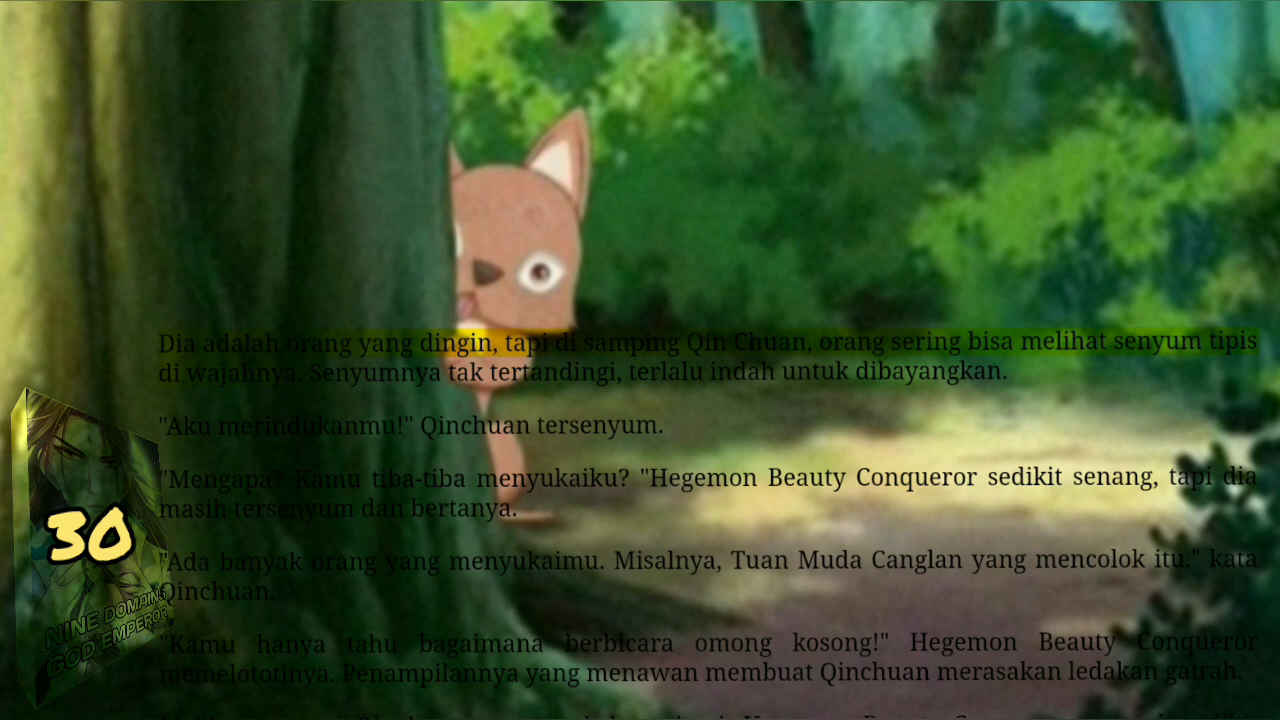 Dia adalah orang yang dingin, tapi di samping Qin Chuan, orang sering bisa melihat senyum tipis
di wajahnya. Senyumnya tak tertandingi, terlalu indah untuk dibayangkan.
"Aku merindukanmu!" Qinchuan tersenyum.
"Mengapa? Kamu tiba-tiba menyukaiku? "Hegemon Beauty Conqueror sedikit senang, tapi dia
masih tersenyum dan bertanya.
"Ada banyak orang yang menyukaimu. Misalnya, Tuan Muda Canglan yang mencolok itu." kata
Qinchuan.
"Kamu hanya tahu bagaimana berbicara omong kosong!" Hegemon Beauty Conqueror
memelototinya. Penampilannya yang menawan membuat Qinchuan merasakan ledakan gairah.
30
NINE DOMAINS
GOD EMPEROR